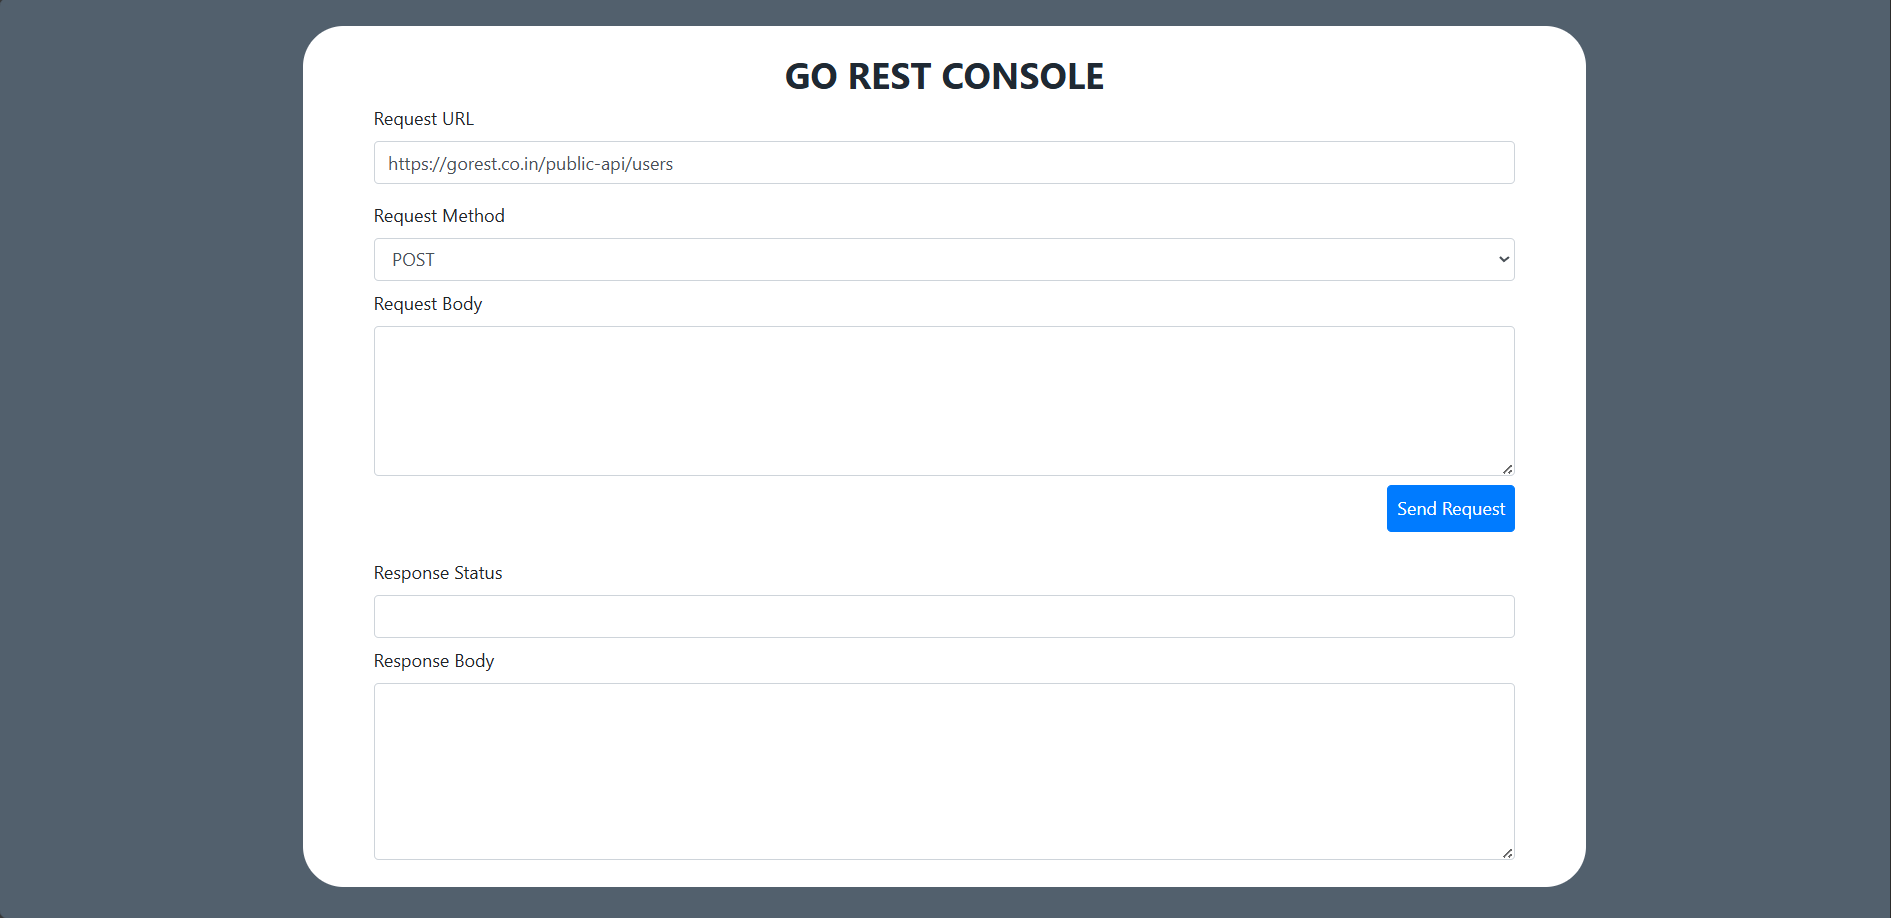 GO REST CONSOLE
Request URL
https://gorest.co.in/public-api/users
Request Method
POST
Request Body
Send Request
Response Status
Response Body